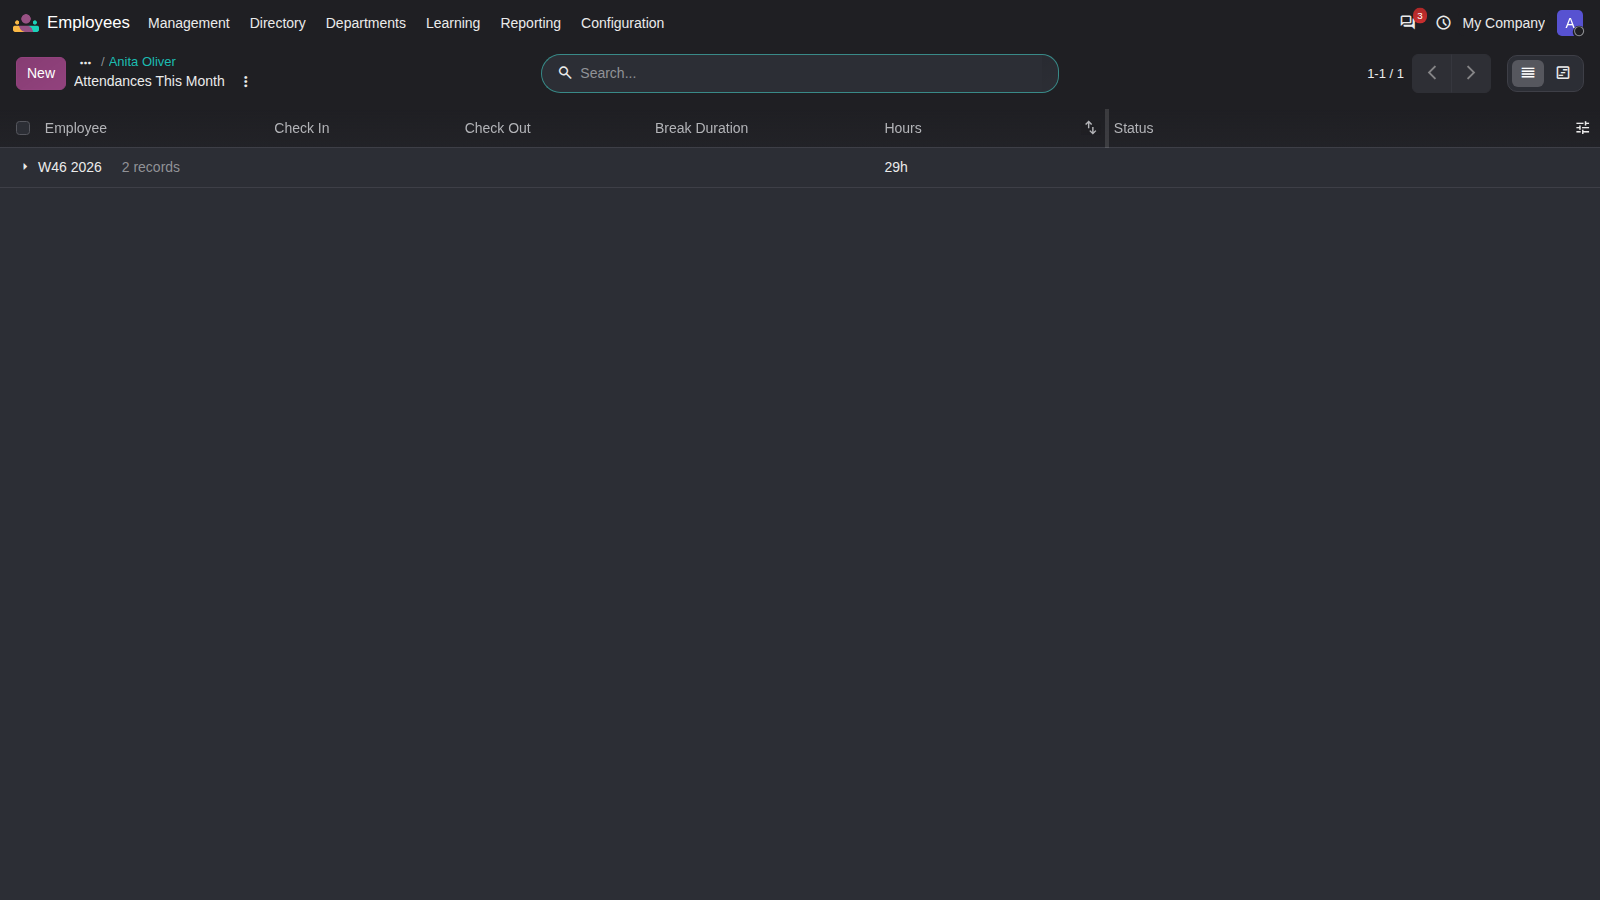 Employees Management Directory Departments Learning Reporting Configuration 3 My Company A
New ... / Anita Oliver
Attendances This Month
Search...
1-1 / 1
Employee Check In Check Out Break Duration Hours Status
W46 2026 2 records 29h